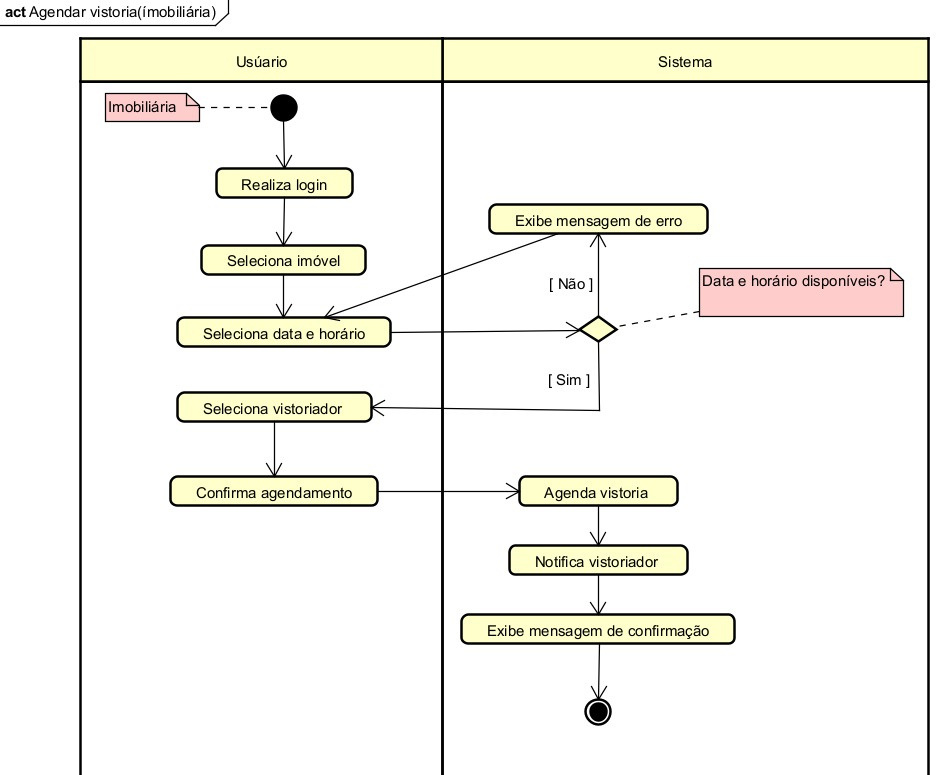 act Agendar vistoria(ímobiliária)
Usúario
Sistema
Imobiliária
Realiza login
Exibe mensagem de erro
Seleciona imóvel
[ Não ]
Data e horário disponíveis?
Seleciona data e horário
[ Sim ]
Seleciona vistoriador
Confirma agendamento
Agenda vistoria
Notifica vistoriador
Exibe mensagem de confirmação